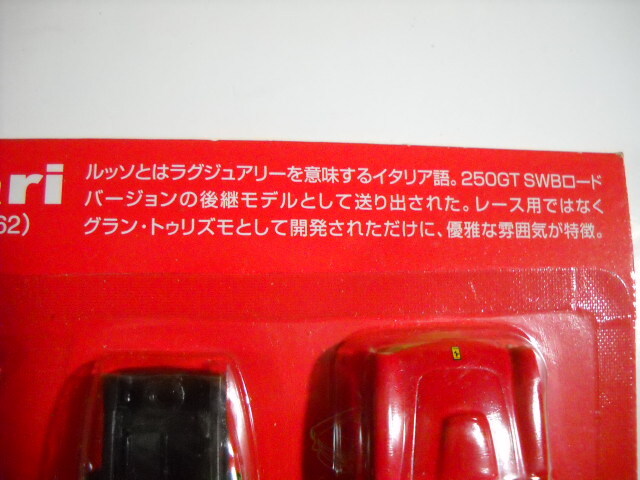 ri
62)
ルッソとはラグジュアリーを意味するイタリア語。250GT SWBロード
バージョンの後継モデルとして送り出された。レース用ではなく
グラン・トゥリズモとして開発されただけに、優雅な雰囲気が特徴。